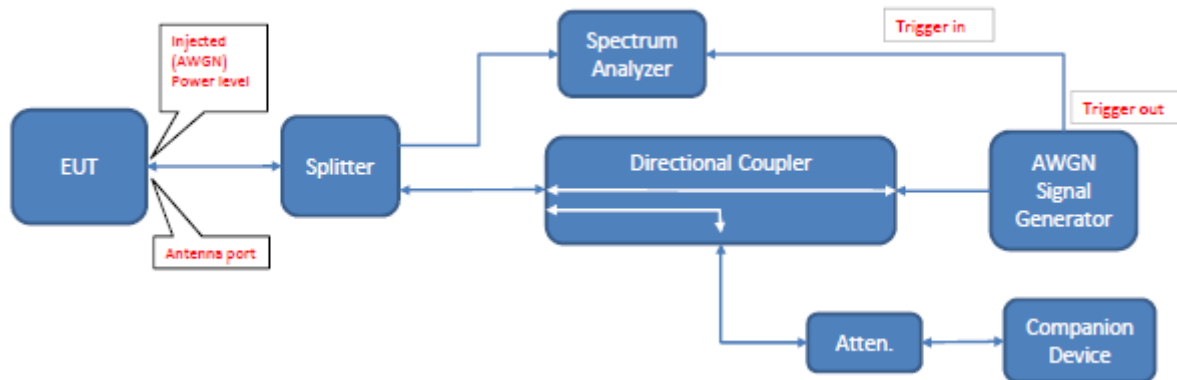 Injected
(AWGN)
Power level
Spectrum
Analyzer
Trigger in
Trigger out
EUT
Splitter
Directional Coupler
AWGN
Signal
Generator
Antenna port
Atten.
Companion
Device